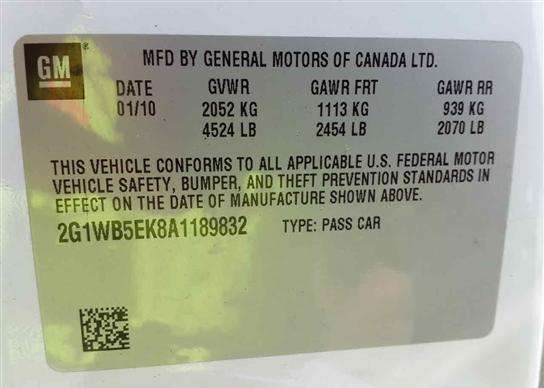 GM
MFD BY GENERAL MOTORS OF CANADA LTD.
DATE GVWR GAWR FRT GAWR RR
01/10 2052 KG 1113 KG 939 KG
4524 LB 2454 LB 2070 LB
THIS VEHICLE CONFORMS TO ALL APPLICABLE U.S. FEDERAL MOTOR
VEHICLE SAFETY, BUMPER, AND THEFT PREVENTION STANDARDS IN
EFFECT ON THE DATE OF MANUFACTURE SHOWN ABOVE.
2G1WB5EK8A1189832 TYPE: PASS CAR